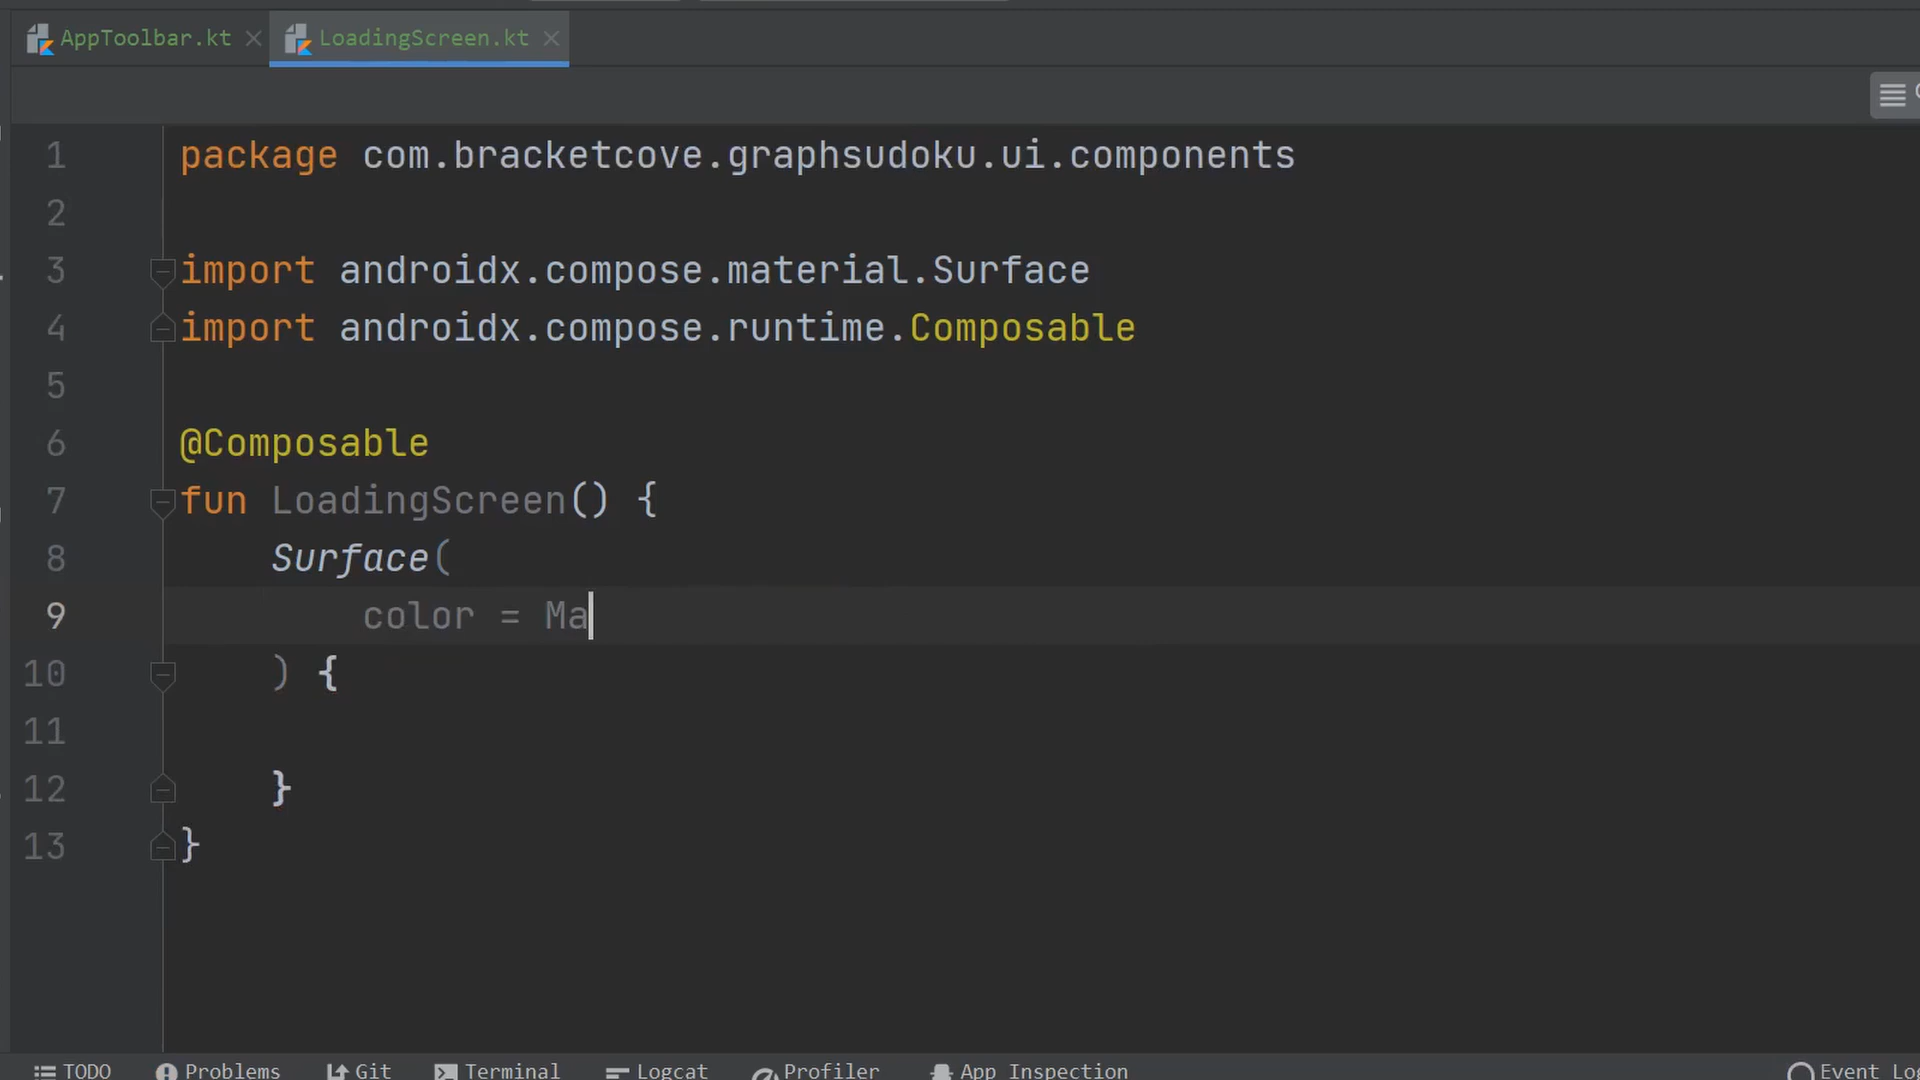 AppToolbar.kt LoadingScreen.kt
1 package com.bracketcove.graphsudoku.ui.components
2
3 import androidx.compose.material.Surface
4 import androidx.compose.runtime.Composable
5
6 @Composable
7 fun LoadingScreen() {
8 Surface(
9 color = Ma
10 ) {
11
12 }
13 }
TODO Problems Git Terminal Logcat Profiler App Inspection Event Log